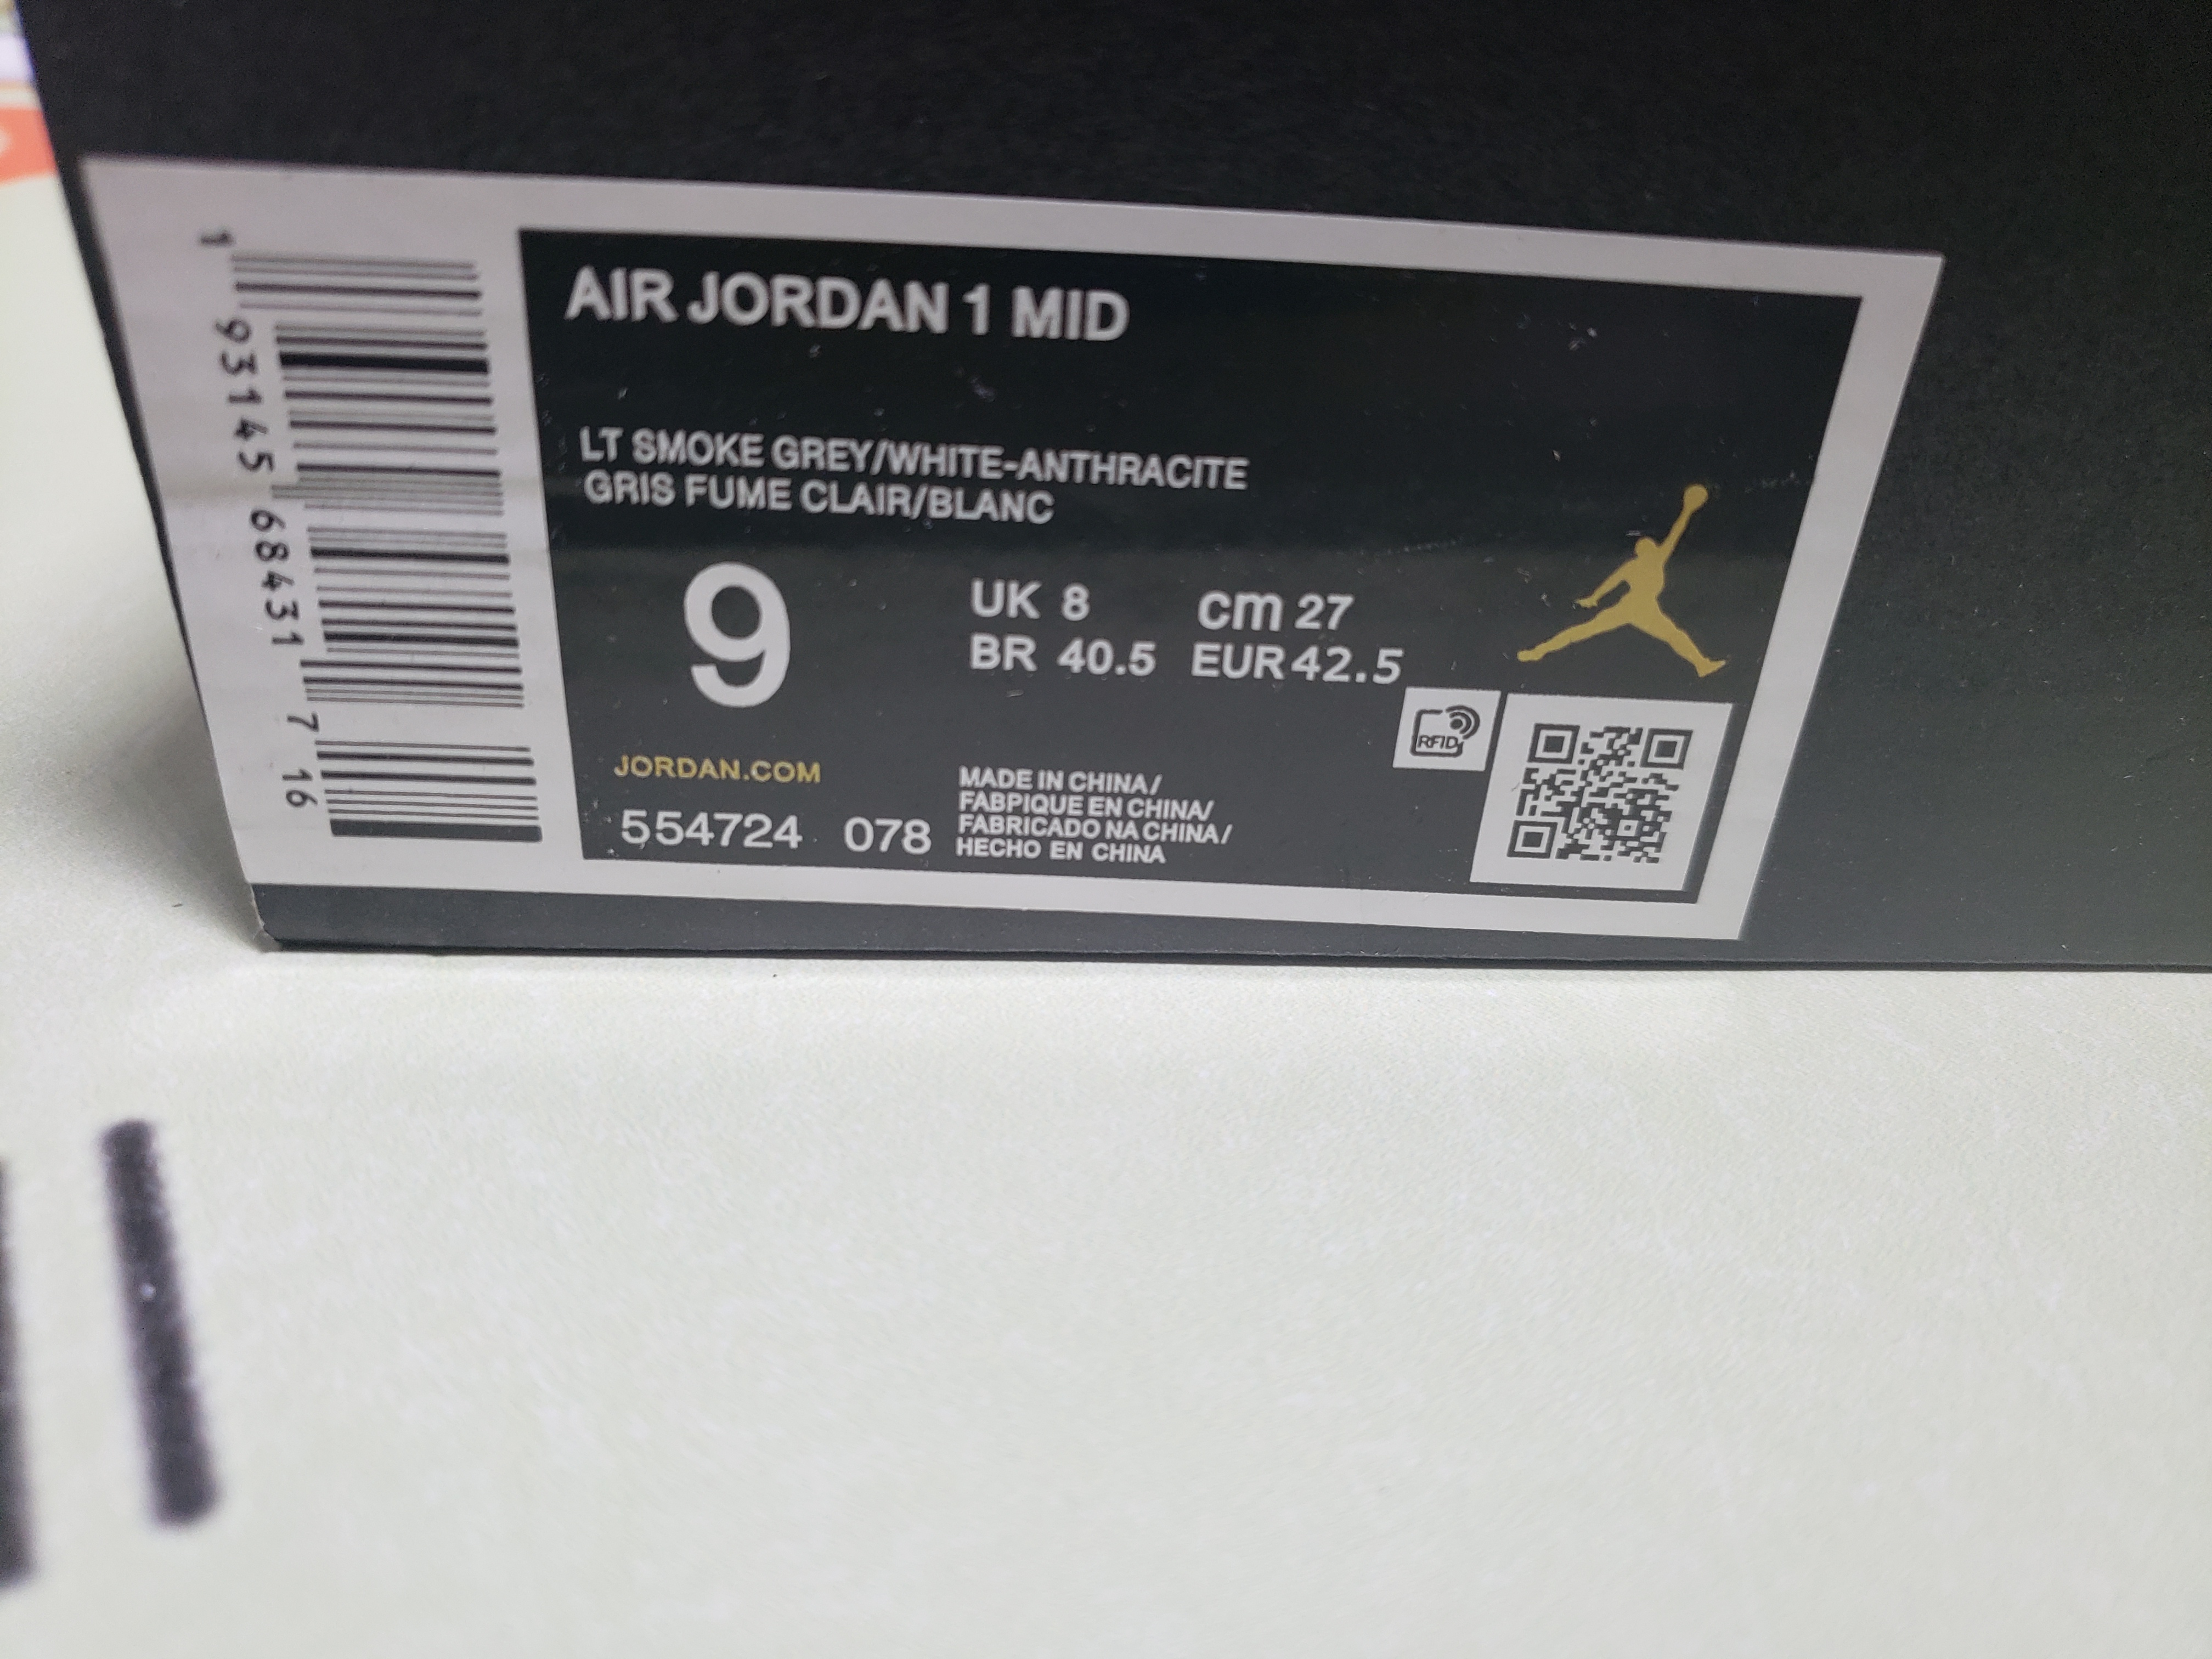 1 93145 68431 7 16
AIR JORDAN 1 MID
LT SMOKE GREY/WHITE-ANTHRACITE
GRIS FUME CLAIR/BLANC
9
UK 8 cm 27
BR 40.5 EUR 42.5
RFID
JORDAN.COM
554724 078
MADE IN CHINA/
FABPIQUE EN CHINA/
FABRICADO NA CHINA/
HECHO EN CHINA